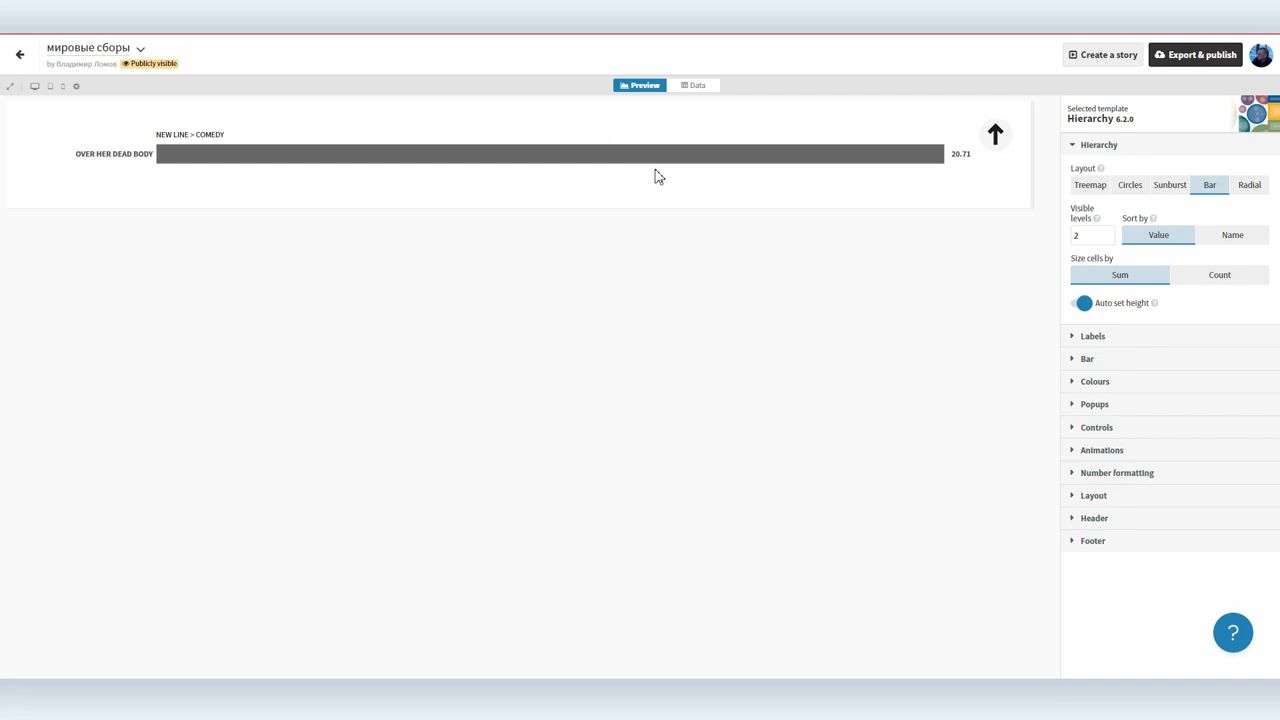 мировые сборы
by Владимир Ломов Publicly visible
Create a story
Export & publish
Preview
Data
NEW LINE > COMEDY
OVER HER DEAD BODY
20.71
Selected template
Hierarchy 6.2.0
Hierarchy
Layout ?
Treemap Circles Sunburst Bar Radial
Visible levels ?
Sort by ?
2
Value Name
Size cells by
Sum Count
Auto set height ?
Labels
Bar
Colours
Popups
Controls
Animations
Number formatting
Layout
Header
Footer
?